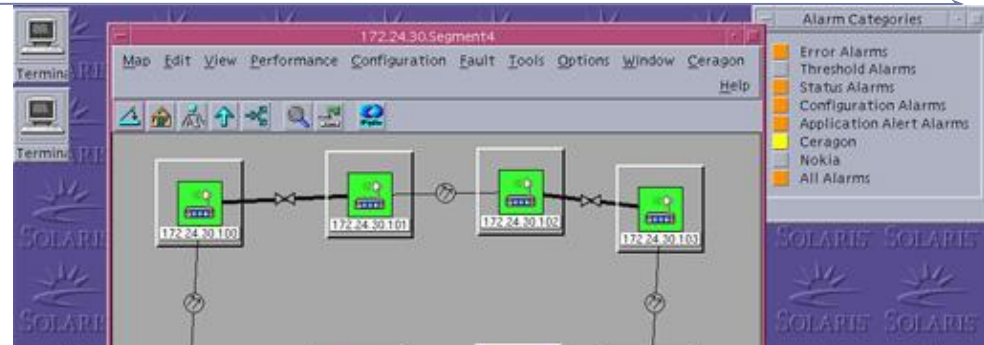 172.24.30.Segment4
Map Edit View Performance Configuration Fault Tools Options Window Ceragon
Help
172.24.30.100
172.24.30.101
172.24.30.102
172.24.30.103
Alarm Categories
Error Alarms
Threshold Alarms
Status Alarms
Configuration Alarms
Application Alert Alarms
Ceragon
Nokia
All Alarms
Termina
Termina
SOLARIS
SOLARIS
SOLARIS SOLARIS
SOLARIS SOLARIS